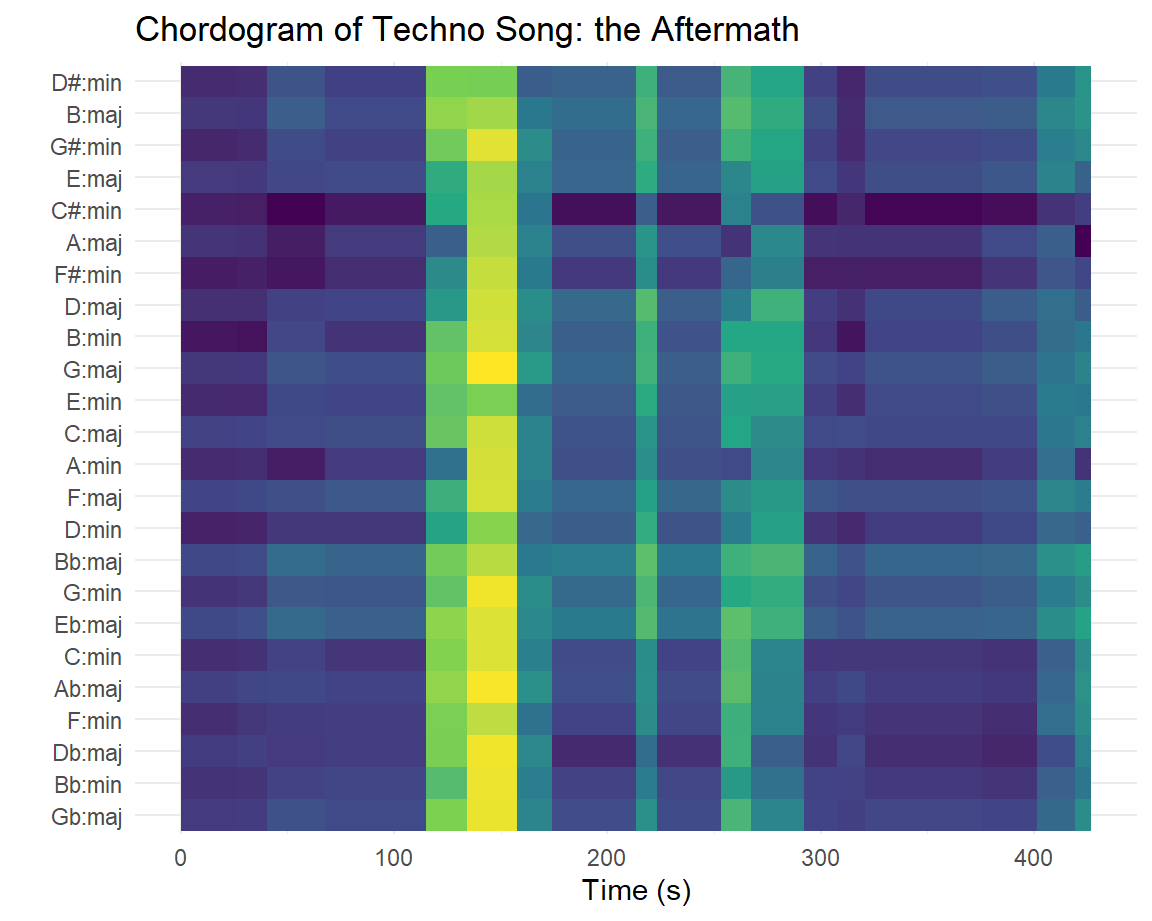 Chordogram of Techno Song: the Aftermath
D#:min
B:maj
G#:min
E:maj
C#:min
A:maj
F#:min
D:maj
B:min
G:maj
E:min
C:maj
A:min
F:maj
D:min
Bb:maj
G:min
Eb:maj
C:min
Ab:maj
F:min
Db:maj
Bb:min
Gb:maj
0 100 200 300 400
Time (s)